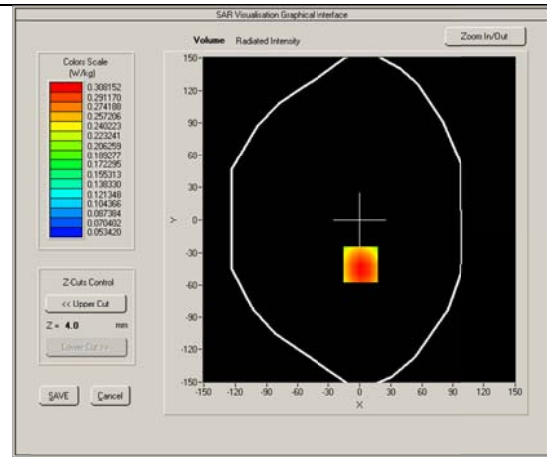 SAR Visualisation Graphical Interface
Volume Radiated Intensity
Zoom In/Out
Colors Scale
(W/kg)
0.308152
0.291170
0.274188
0.257206
0.240223
0.223241
0.206259
0.189277
0.172295
0.155313
0.138330
0.121348
0.104366
0.087384
0.070402
0.053420
Z-Cuts Control
<< Upper Cut
Z = 4.0 mm
Lower Cut >>
SAVE Cancel
150
120
90
60
30
0
-30
-60
-90
-120
-150
Y
-150 -120 -90 -60 -30 0 30 60 90 120 150
X